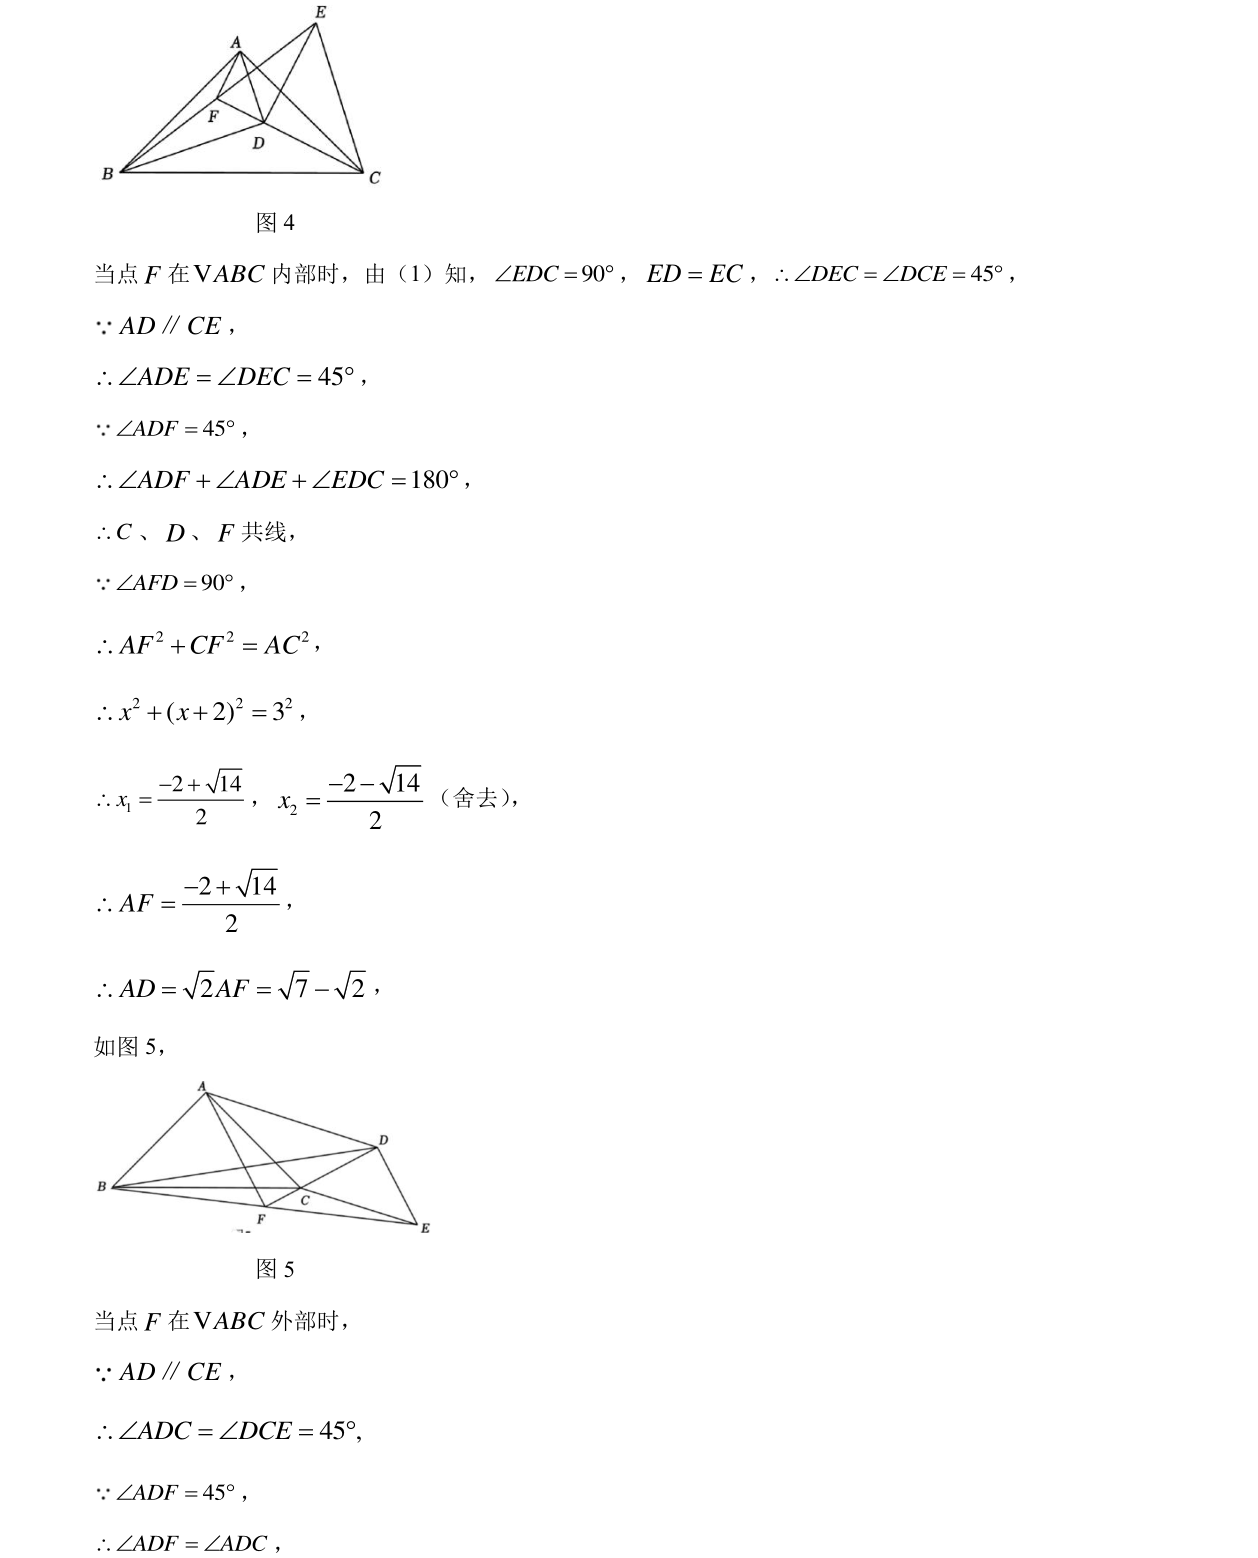 E
A
F
D
B
C
图 4
当点 F 在 VABC 内部时，由（1）知，∠EDC = 90°，ED = EC，∴∠DEC = ∠DCE = 45°，
∵ AD // CE，
∴∠ADE = ∠DEC = 45°，
∵∠ADF = 45°，
∴∠ADF + ∠ADE + ∠EDC = 180°，
∴C、D、F 共线，
∵∠AFD = 90°，
∴ AF² + CF² = AC²，
∴ x² + (x + 2)² = 3²，
∴ x₁ = (−2 + √14)/2，x₂ = (−2 − √14)/2（舍去），
∴ AF = (−2 + √14)/2，
∴ AD = √2AF = √7 − √2，
如图 5，
A
D
B
C
F
E
图 5
当点 F 在 VABC 外部时，
∵ AD // CE，
∴∠ADC = ∠DCE = 45°,
∵∠ADF = 45°，
∴∠ADF = ∠ADC，